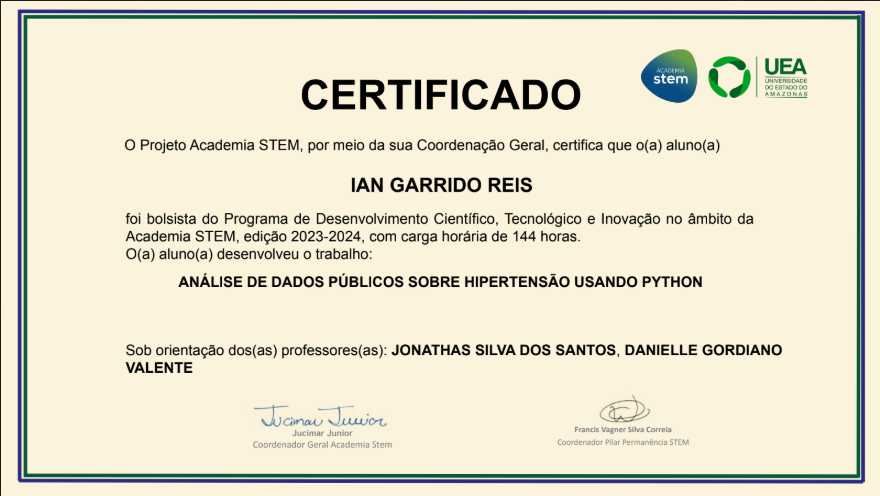 ACADEMIA
stem
UEA
UNIVERSIDADE
DO ESTADO DO
AMAZONAS
CERTIFICADO
O Projeto Academia STEM, por meio da sua Coordenação Geral, certifica que o(a) aluno(a)
IAN GARRIDO REIS
foi bolsista do Programa de Desenvolvimento Científico, Tecnológico e Inovação no âmbito da
Academia STEM, edição 2023-2024, com carga horária de 144 horas.
O(a) aluno(a) desenvolveu o trabalho:
ANÁLISE DE DADOS PÚBLICOS SOBRE HIPERTENSÃO USANDO PYTHON
Sob orientação dos(as) professores(as): JONATHAS SILVA DOS SANTOS, DANIELLE GORDIANO
VALENTE
Jucimar Junior
Jucimar Junior
Coordenador Geral Academia Stem
Francis Vagner Silva Correia
Coordenador Pilar Permanência STEM